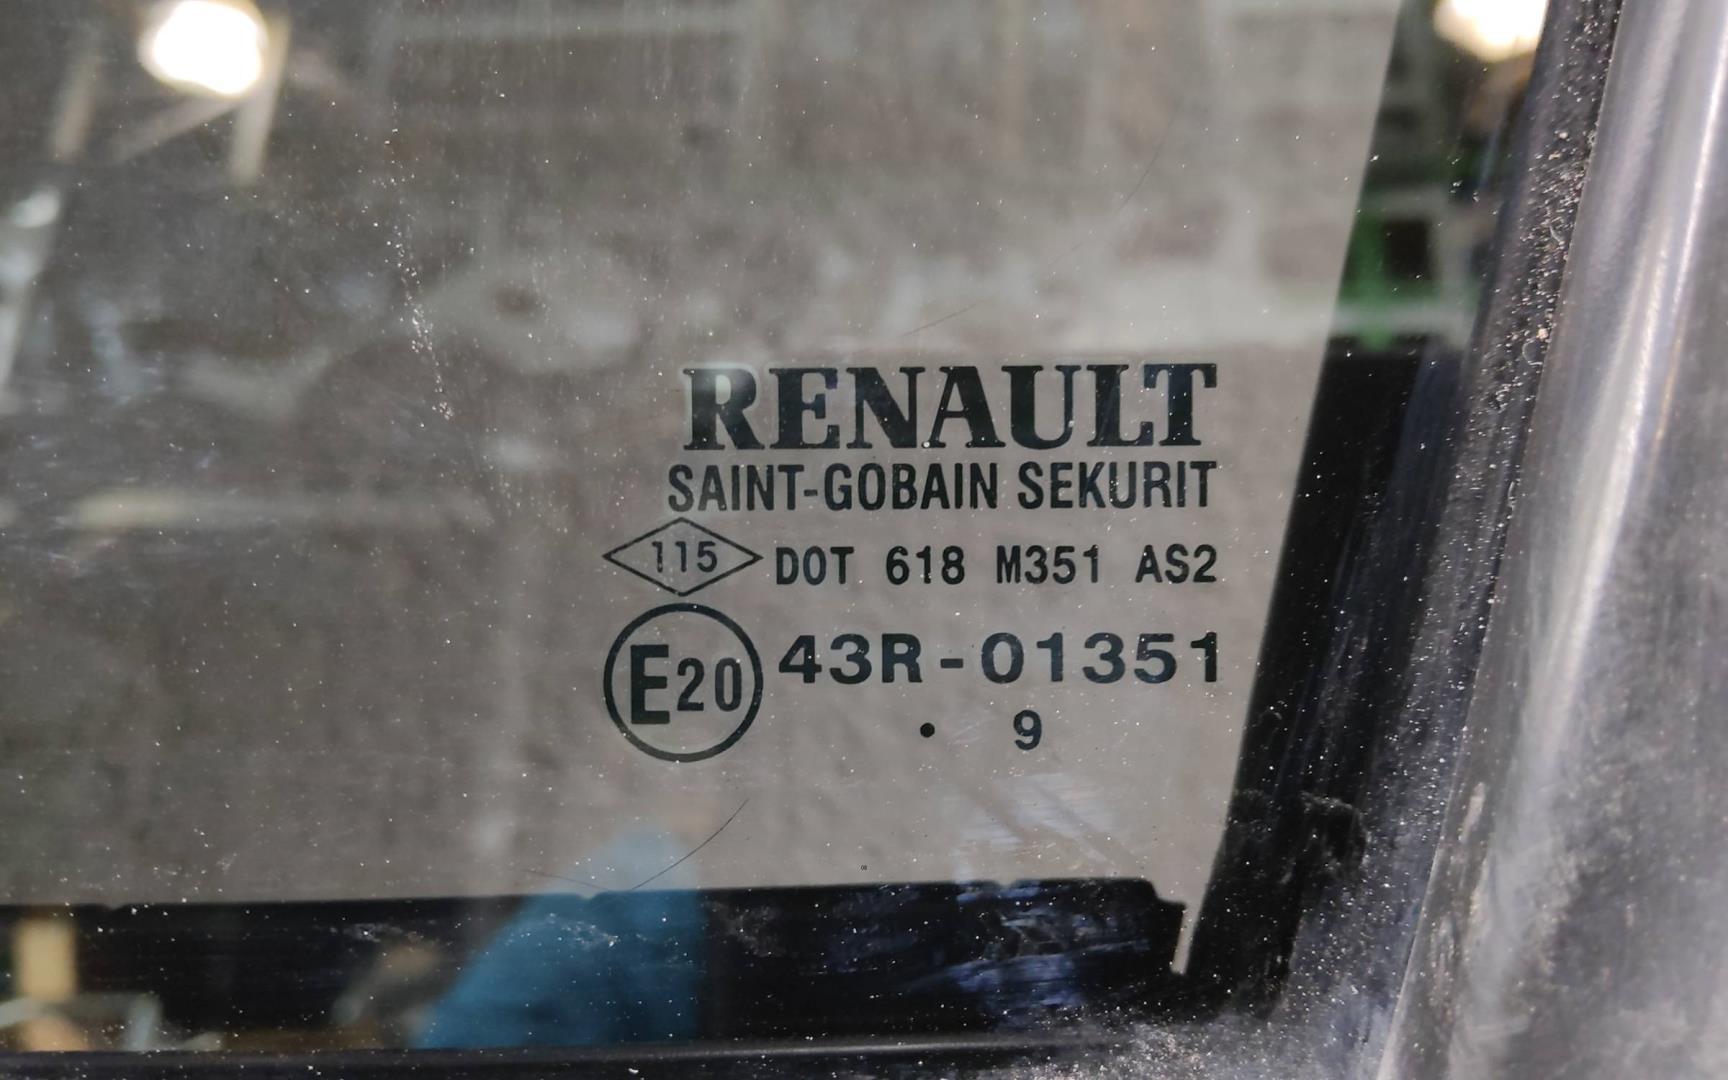 RENAULT
SAINT-GOBAIN SEKURIT
115 DOT 618 M351 AS2
E20 43R-01351
• 9